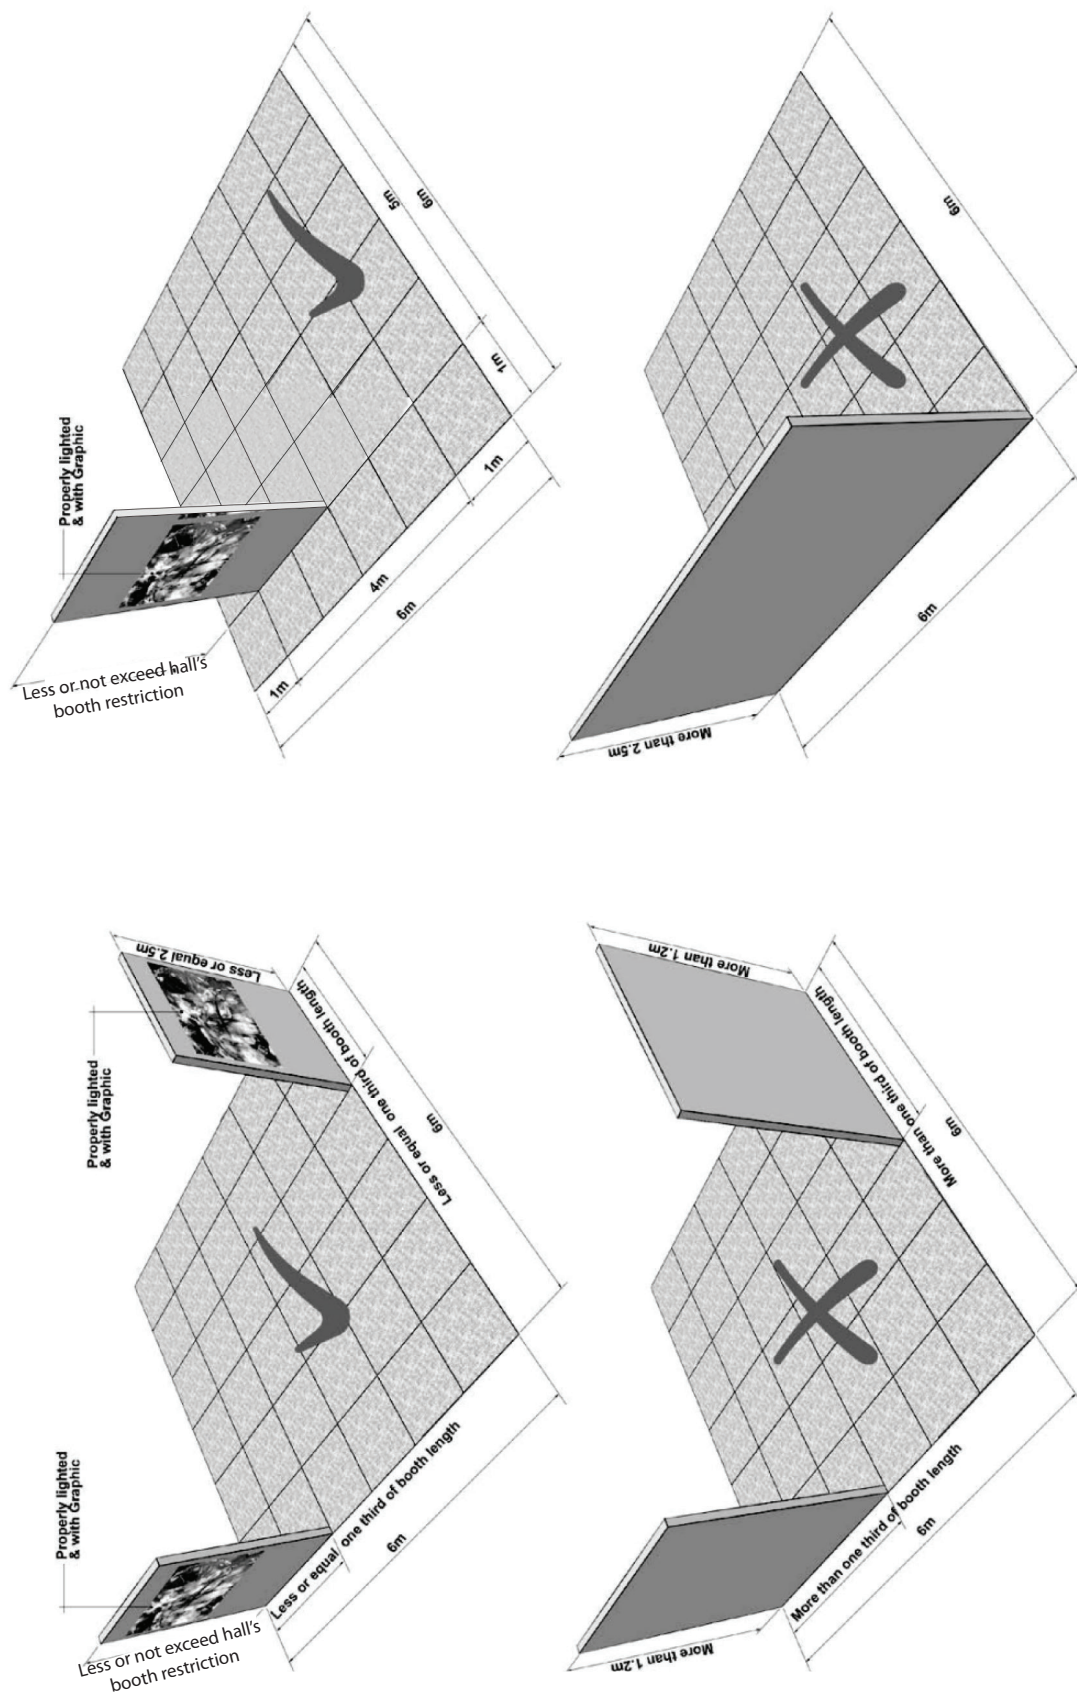 Properly lighted
& with Graphic
Less or not exceed hall's
booth restriction
1m
4m
6m
1m
1m
5m
6m
More than 2.5m
6m
6m
Properly lighted
& with Graphic
Less or equal 2.5m
Less or equal one third of booth length
6m
Properly lighted
& with Graphic
Less or not exceed hall's
booth restriction
Less or equal one third of booth length
6m
More than 1.2m
More than one third of booth length
6m
More than 1.2m
More than one third of booth length
6m